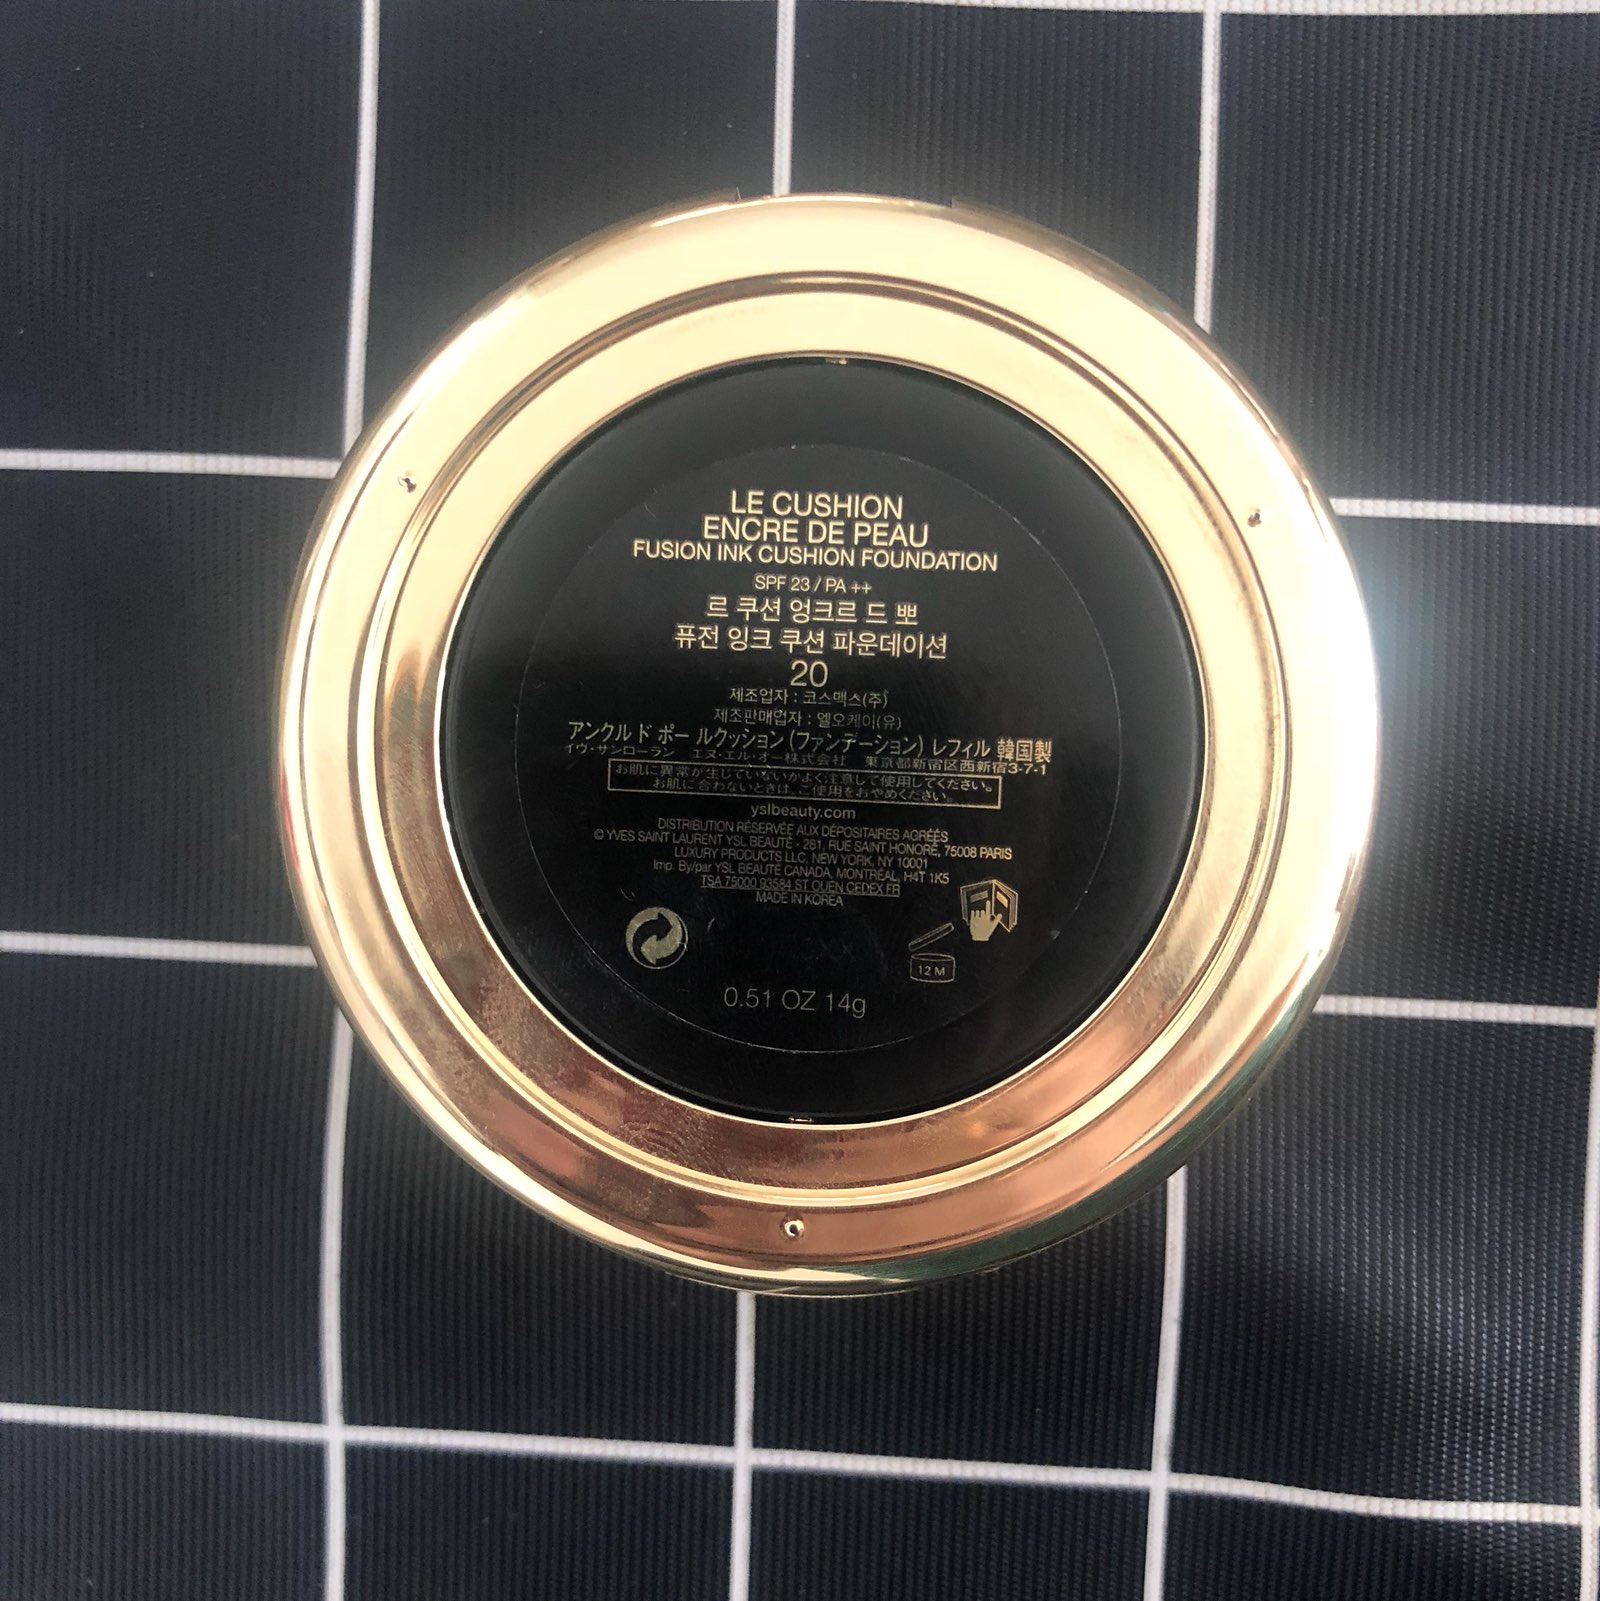 LE CUSHION
ENCRE DE PEAU
FUSION INK CUSHION FOUNDATION
SPF 23 / PA ++
르 쿠션 엉크르 드 뽀
퓨전 잉크 쿠션 파운데이션
20
제조업자 : 코스맥스(주)
제조판매업자 : 엘오케이(유)
アンクル ド ポー ルクッション (ファンデーション) レフィル 韓国製
イヴ・サンローラン エヌ・エル・オー株式会社 東京都新宿区西新宿3-7-1
お肌に異常が生じていないかよく注意して使用してください。
お肌に合わないときは、ご使用をおやめください。
yslbeauty.com
DISTRIBUTION RÉSERVÉE AUX DÉPOSITAIRES AGRÉÉS
© YVES SAINT LAURENT YSL BEAUTÉ - 281, RUE SAINT HONORÉ, 75008 PARIS
LUXURY PRODUCTS LLC, NEW YORK, NY 10001
Imp. By/par YSL BEAUTÉ CANADA, MONTRÉAL, H4T 1K5
TSA 75000 93584 ST OUEN CEDEX FR
MADE IN KOREA
12 M
0.51 OZ 14g